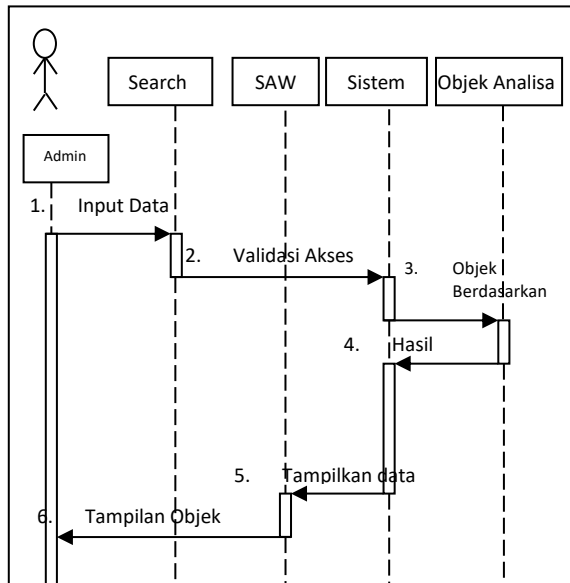 Search
SAW
Sistem
Objek Analisa
Admin
1. Input Data
2. Validasi Akses
3. Objek
Berdasarkan
4. Hasil
5. Tampilkan data
6. Tampilan Objek